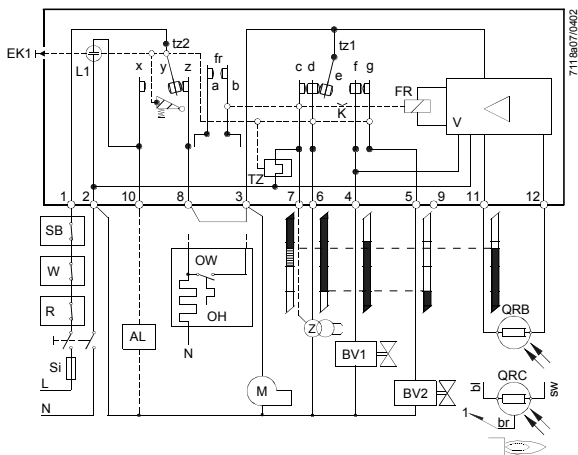 7118a07/0402
EK1
L1
tz2
fr
tz1
x y z
a b
c d e f g
K
FR
V
TZ
1 2 10 8 3 7 6 4 5 9 11 12
SB
W
R
Si
L
N
AL
OW
OH
N
M
Z
BV1
BV2
QRB
QRC
bl
br
sw
1